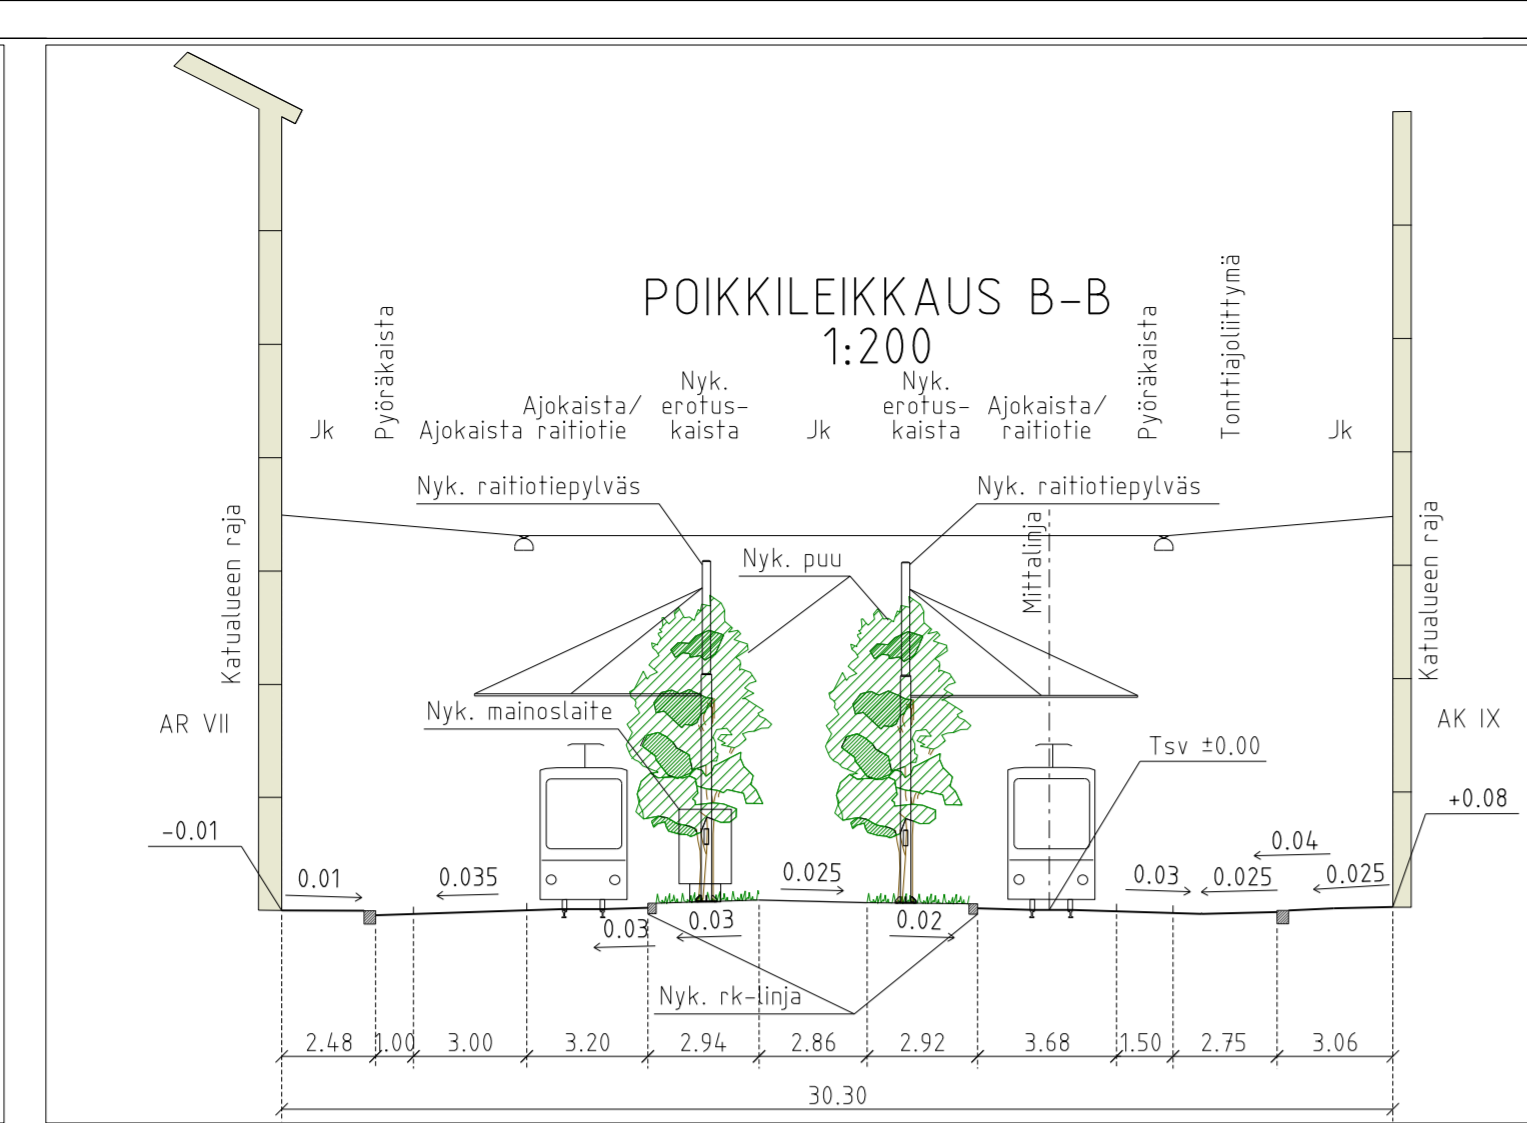 POIKKILEIKKAUS B-B
1:200
Jk
Pyöräkaista
Ajokaista
Ajokaista/
raitiotie
Nyk.
erotus-
kaista
Jk
Nyk.
erotus-
kaista
Ajokaista/
raitiotie
Pyöräkaista
Tonttiajoliittymä
Jk
Nyk. raitiotiepylväs
Nyk. raitiotiepylväs
Katualueen raja
Nyk. puu
Mittalinja
Katualueen raja
AR VII
Nyk. mainoslaite
Tsv ±0.00
AK IX
-0.01
+0.08
0.01
0.035
0.025
0.03
0.04
0.025
0.025
0.03
0.03
0.02
Nyk. rk-linja
2.48
1.00
3.00
3.20
2.94
2.86
2.92
3.68
1.50
2.75
3.06
30.30